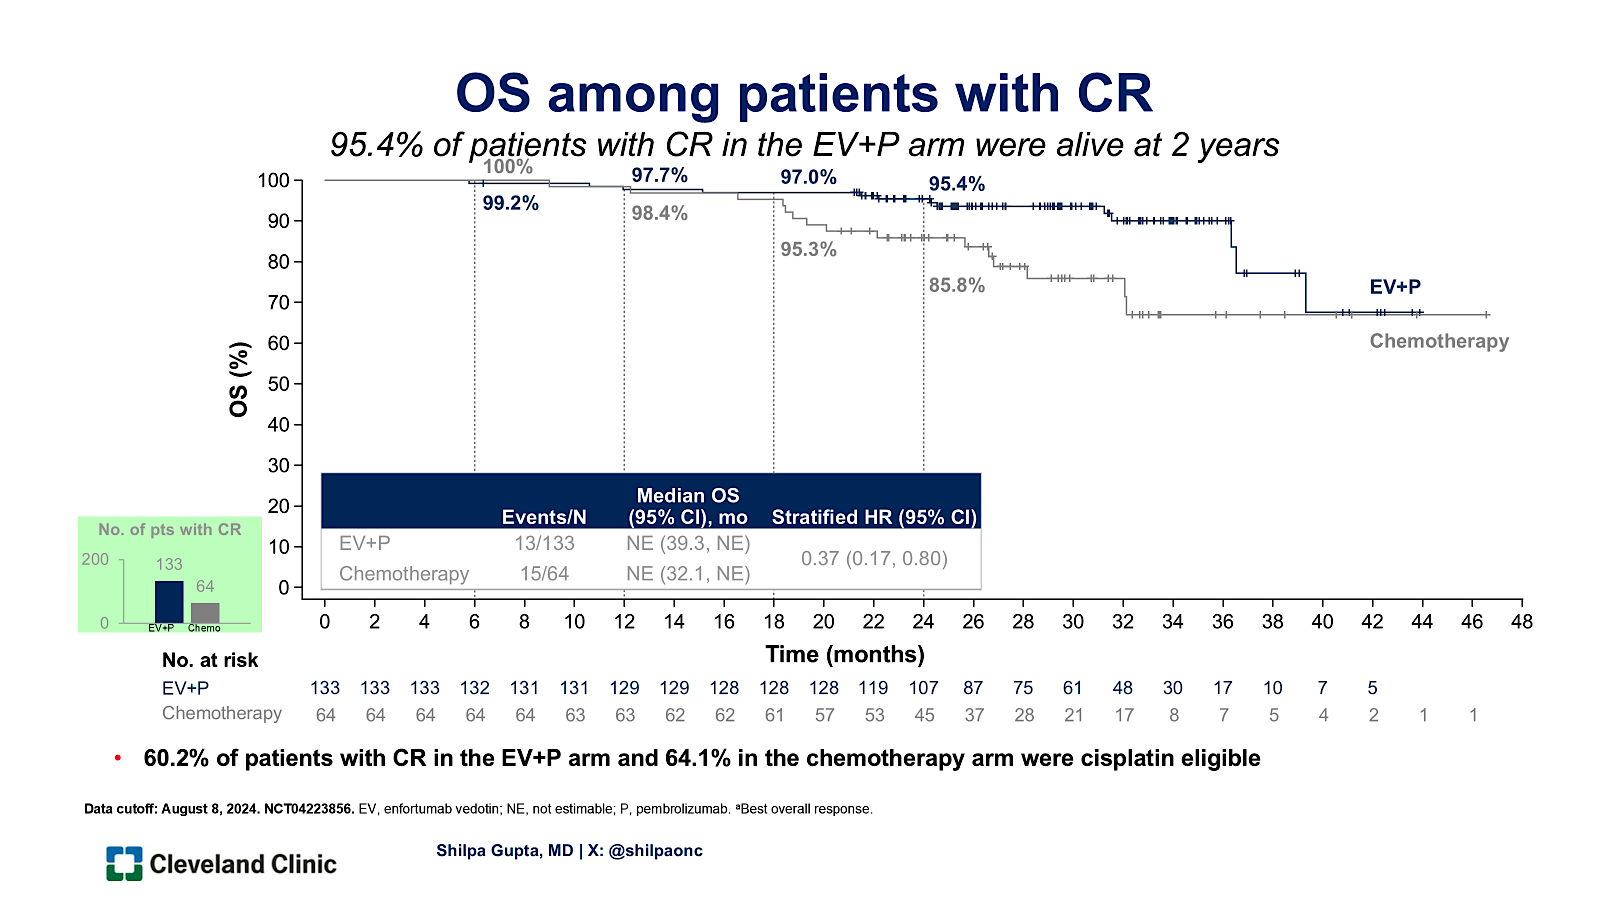 OS among patients with CR
95.4% of patients with CR in the EV+P arm were alive at 2 years
100% 97.7% 97.0% 95.4%
99.2% 98.4% 95.3% 85.8%
EV+P
Chemotherapy
OS (%)
100
90
80
70
60
50
40
30
20
10
0
Events/N Median OS (95% CI), mo Stratified HR (95% CI)
EV+P 13/133 NE (39.3, NE) 0.37 (0.17, 0.80)
Chemotherapy 15/64 NE (32.1, NE)
No. of pts with CR
200
133
64
0
EV+P Chemo
0 2 4 6 8 10 12 14 16 18 20 22 24 26 28 30 32 34 36 38 40 42 44 46 48
Time (months)
No. at risk
EV+P 133 133 133 132 131 131 129 129 128 128 128 119 107 87 75 61 48 30 17 10 7 5
Chemotherapy 64 64 64 64 64 63 63 62 62 61 57 53 45 37 28 21 17 8 7 5 4 2 1 1
• 60.2% of patients with CR in the EV+P arm and 64.1% in the chemotherapy arm were cisplatin eligible
Data cutoff: August 8, 2024. NCT04223856. EV, enfortumab vedotin; NE, not estimable; P, pembrolizumab. ᵃBest overall response.
Cleveland Clinic
Shilpa Gupta, MD | X: @shilpaonc